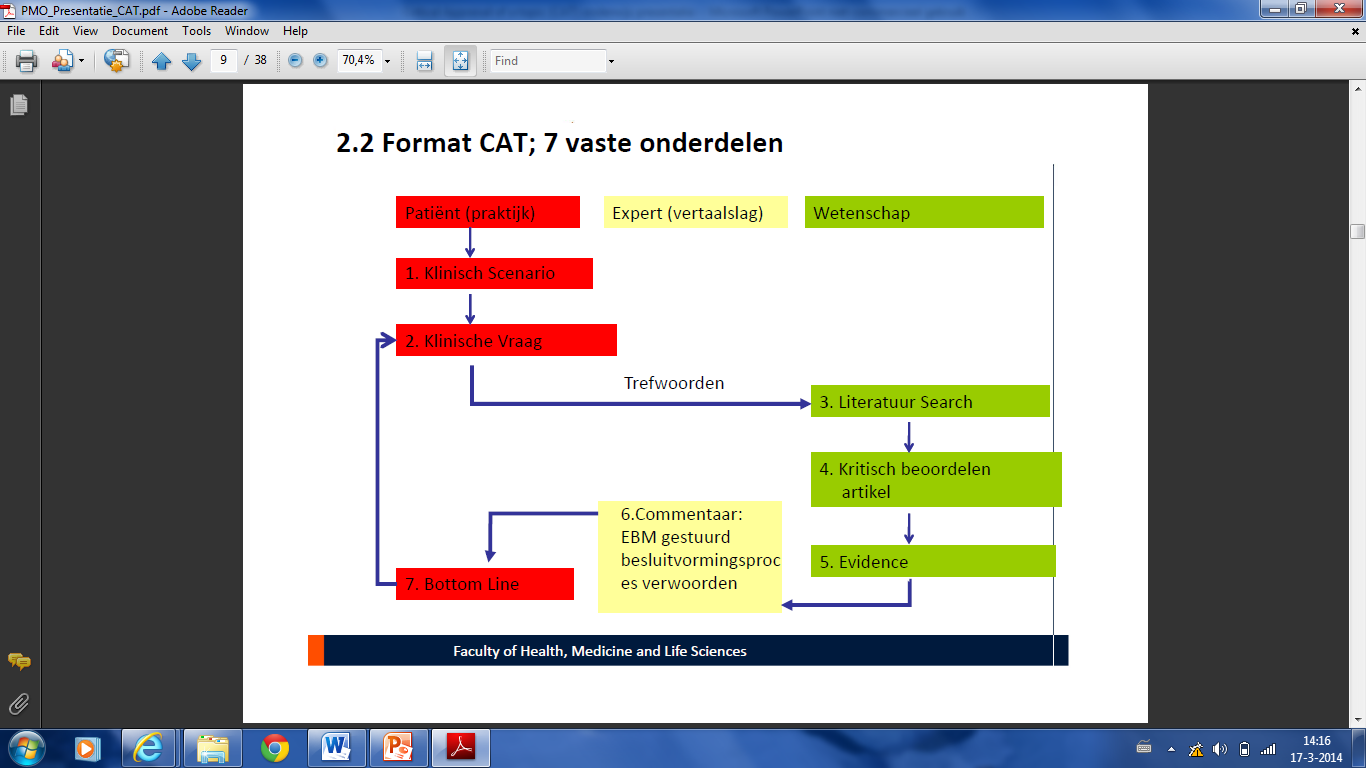 PMO_Presentatie_CAT.pdf - Adobe Reader
File Edit View Document Tools Window Help
9 / 38 70,4% Find
2.2 Format CAT; 7 vaste onderdelen
Patiënt (praktijk) Expert (vertaalslag) Wetenschap
1. Klinisch Scenario
2. Klinische Vraag
Trefwoorden
3. Literatuur Search
4. Kritisch beoordelen
artikel
5. Evidence
6.Commentaar:
EBM gestuurd
besluitvormingsproc
es verwoorden
7. Bottom Line
Faculty of Health, Medicine and Life Sciences
14:16
17-3-2014